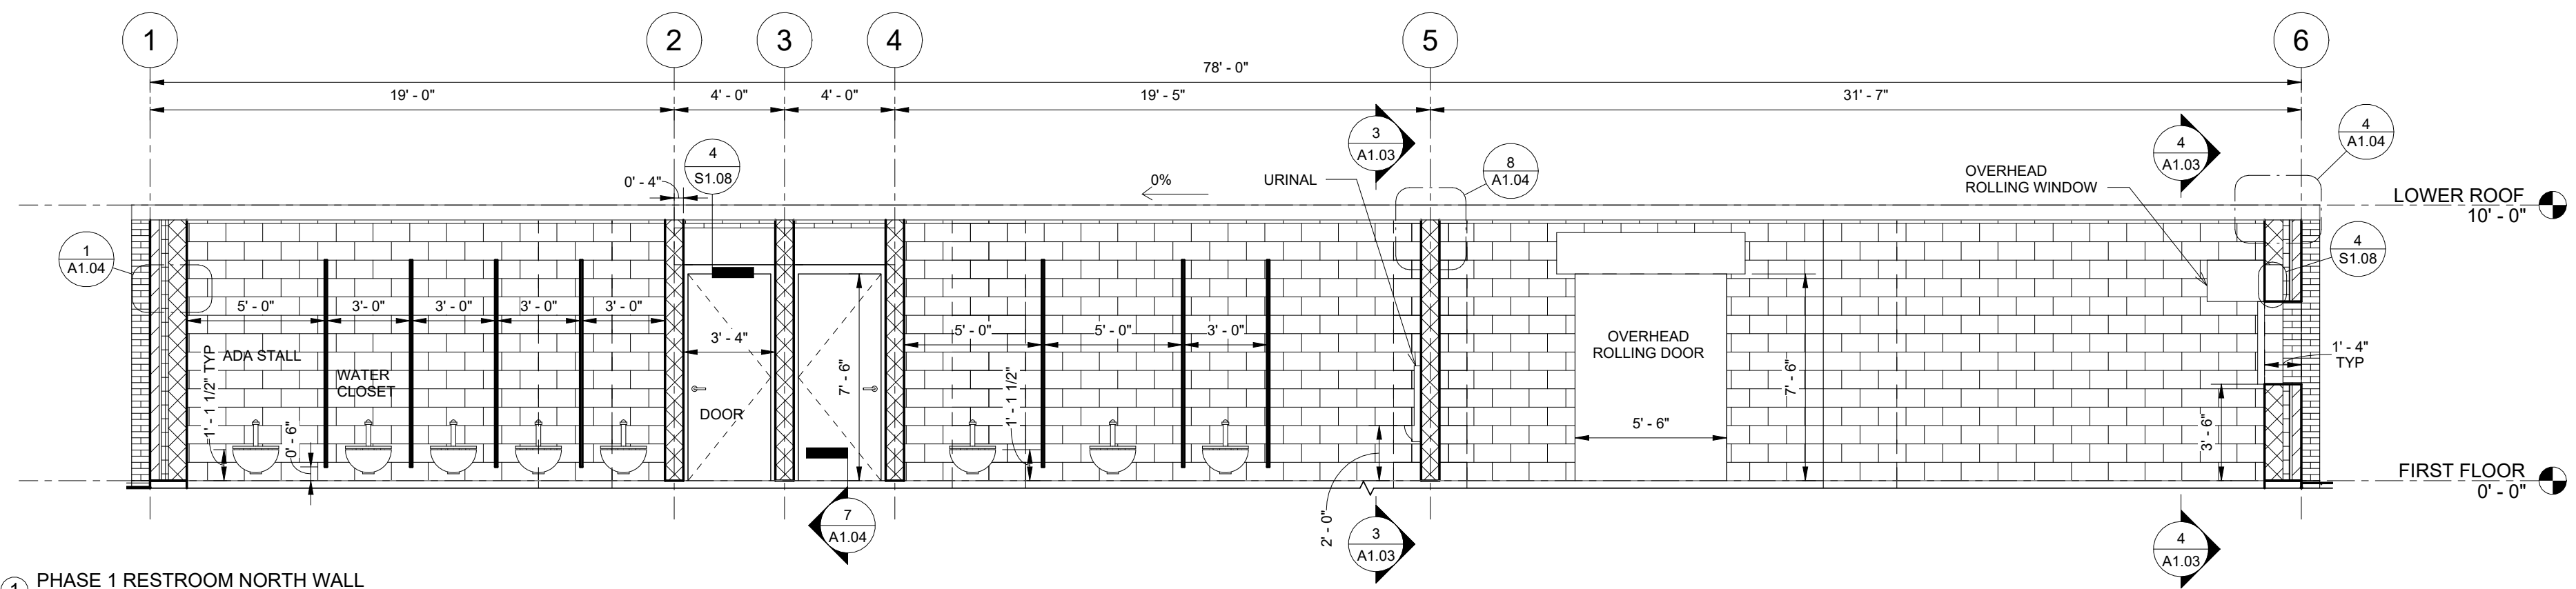 1 2 3 4 5 6
78' - 0"
19' - 0" 4' - 0" 4' - 0" 19' - 5" 31' - 7"
3
A1.03
4
A1.03
4
A1.04
4
S1.08
8
A1.04
0' - 4"
0%
URINAL
OVERHEAD
ROLLING WINDOW
LOWER ROOF
10' - 0"
1
A1.04
4
S1.08
5' - 0" 3'- 0" 3' - 0" 3' - 0" 3' - 0"
3' - 4"
5' - 0" 5' - 0" 3' - 0"
ADA STALL
WATER
CLOSET
DOOR
1' - 1 1/2" TYP
0' - 6"
7' - 6"
1' - 1 1/2"
2' - 0"
OVERHEAD
ROLLING DOOR
5' - 6"
7' - 6"
1' - 4"
TYP
3' - 6"
FIRST FLOOR
0' - 0"
7
A1.04
3
A1.03
4
A1.03
1 PHASE 1 RESTROOM NORTH WALL